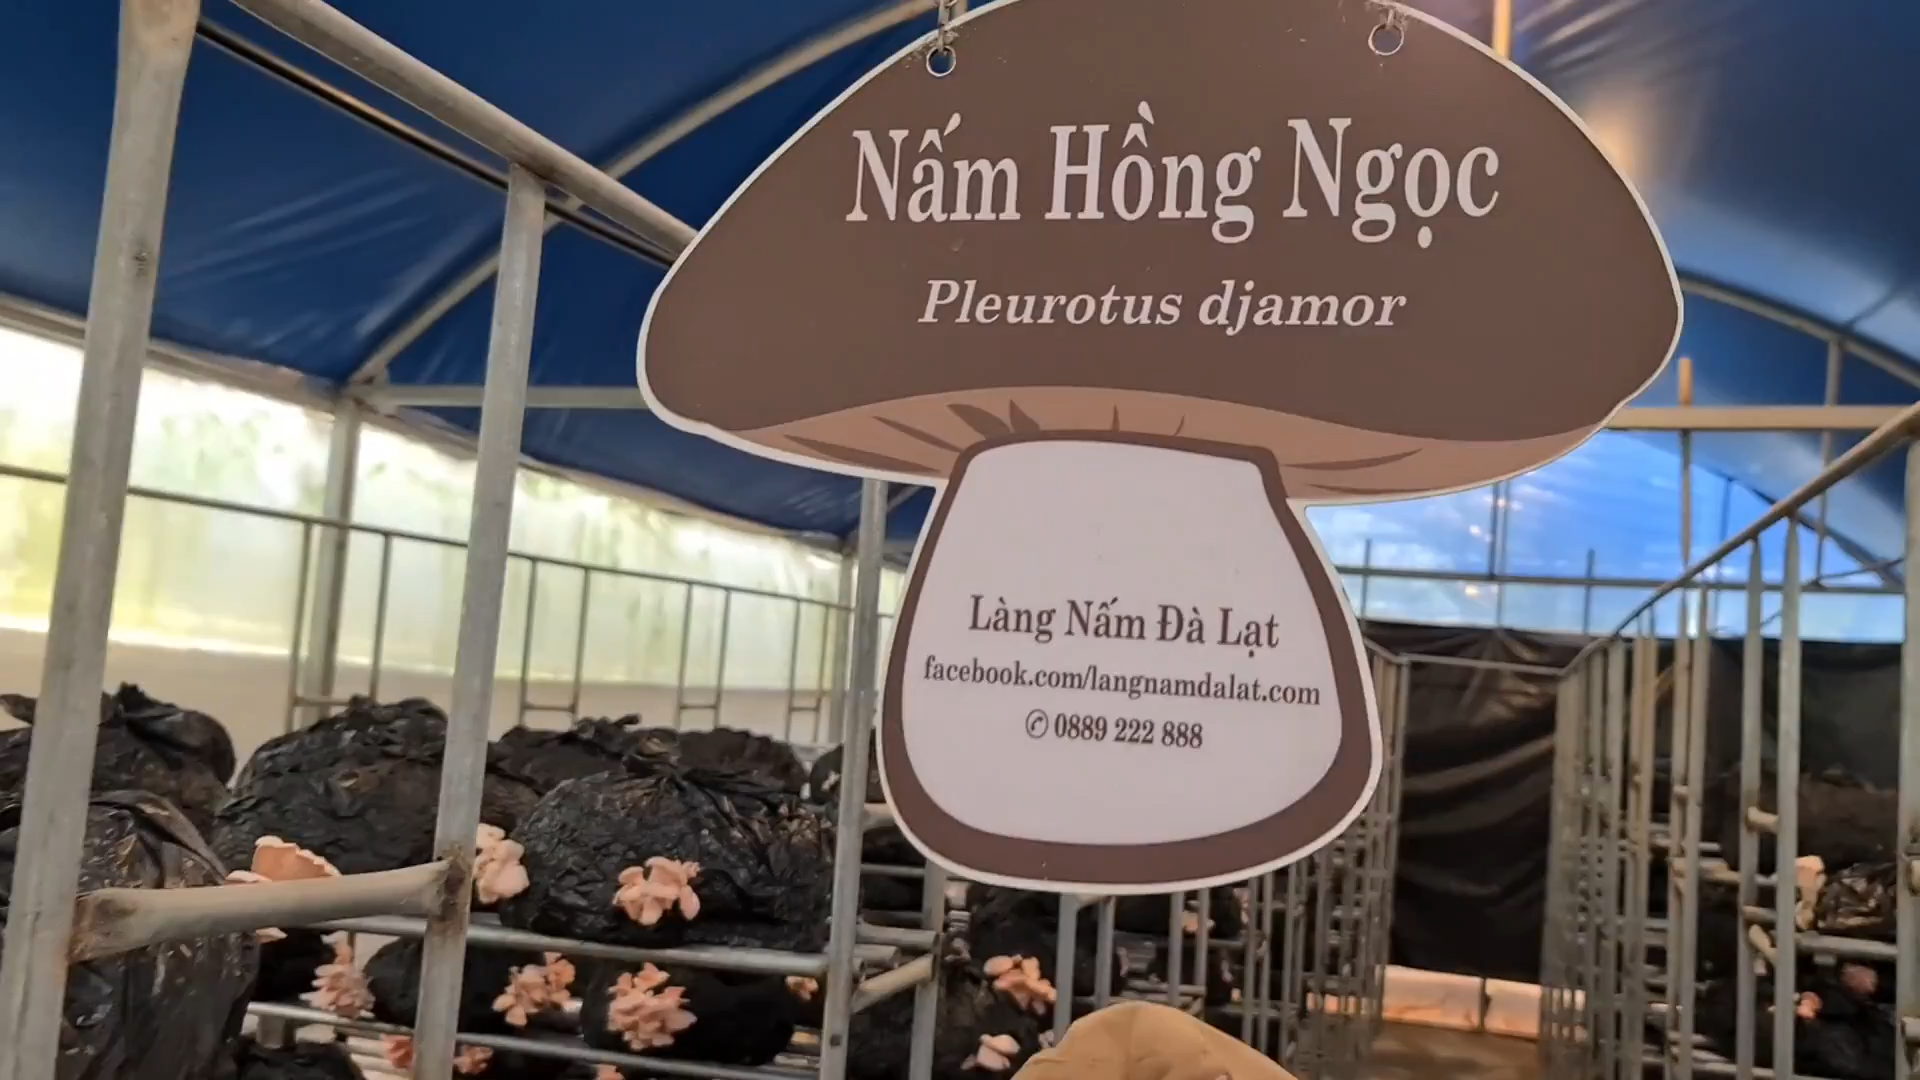 Nấm Hồng Ngọc
Pleurotus djamor
Làng Nấm Đà Lạt
facebook.com/langnamdalat.com
✆ 0889 222 888